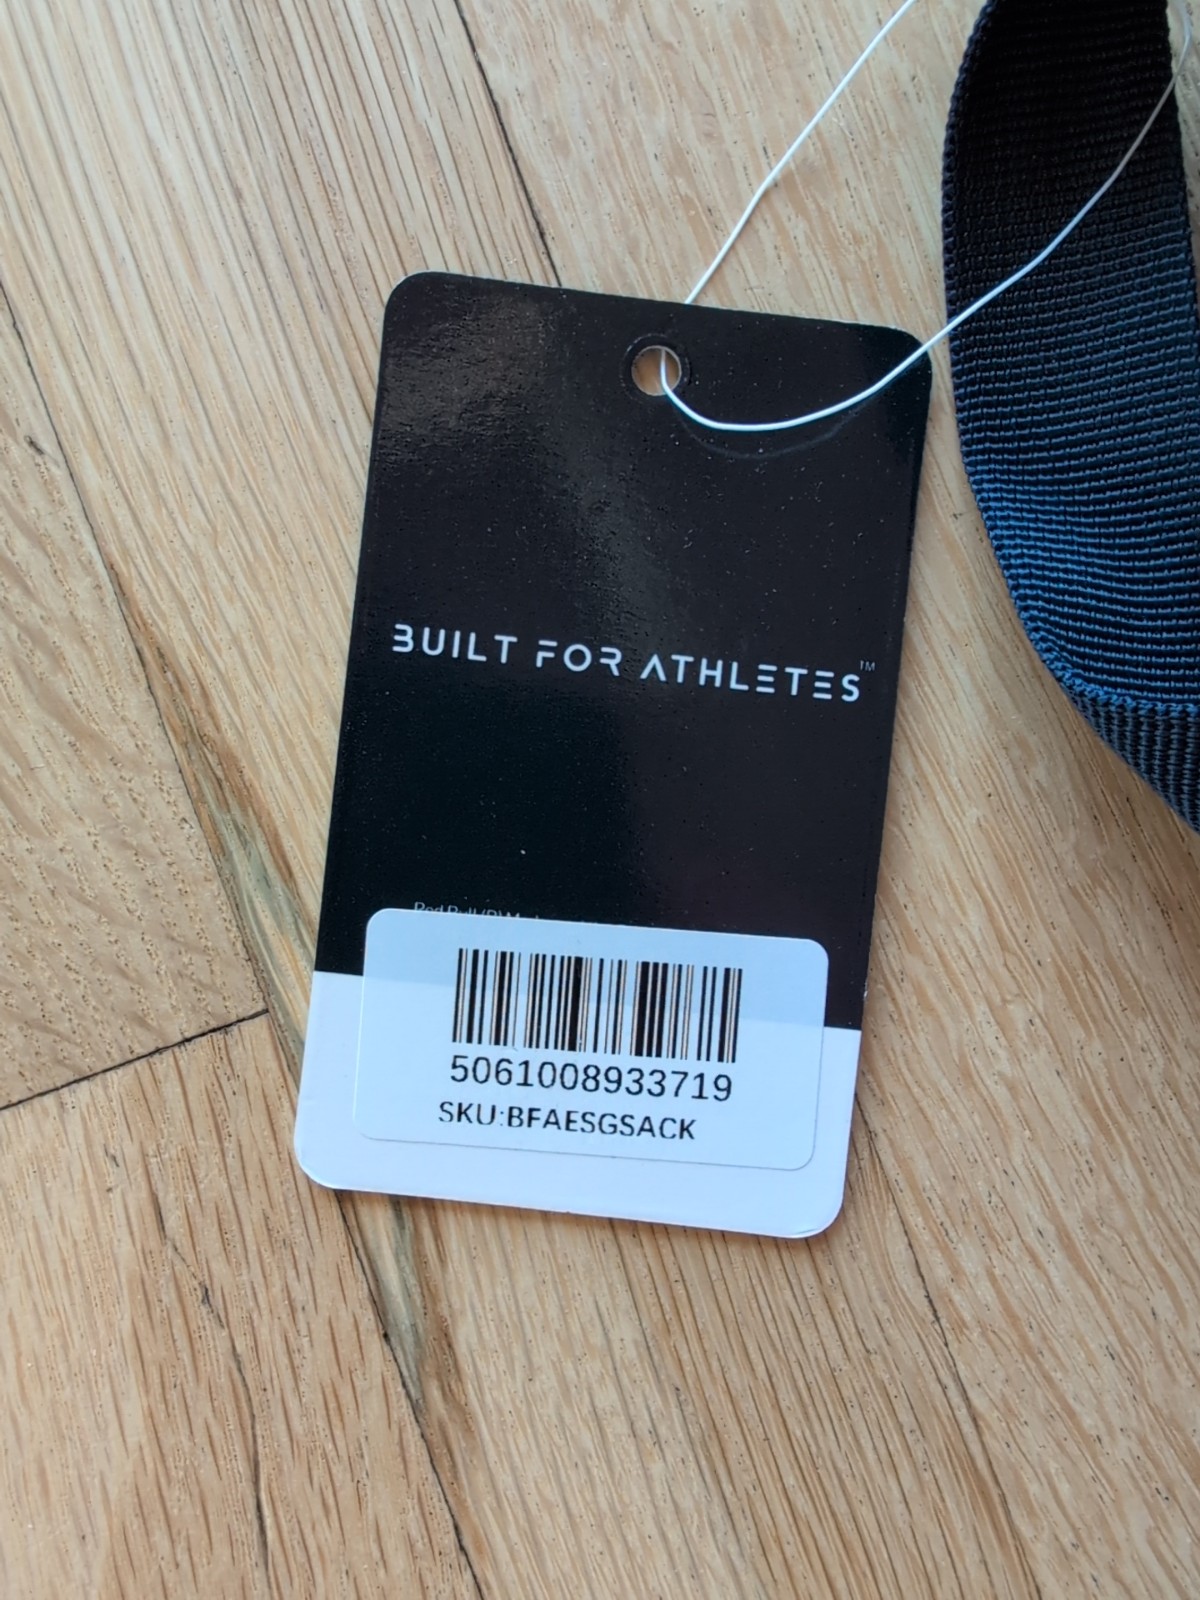 BUILT FOR ATHLETES™
5061008933719
SKU:BFAESGSACK